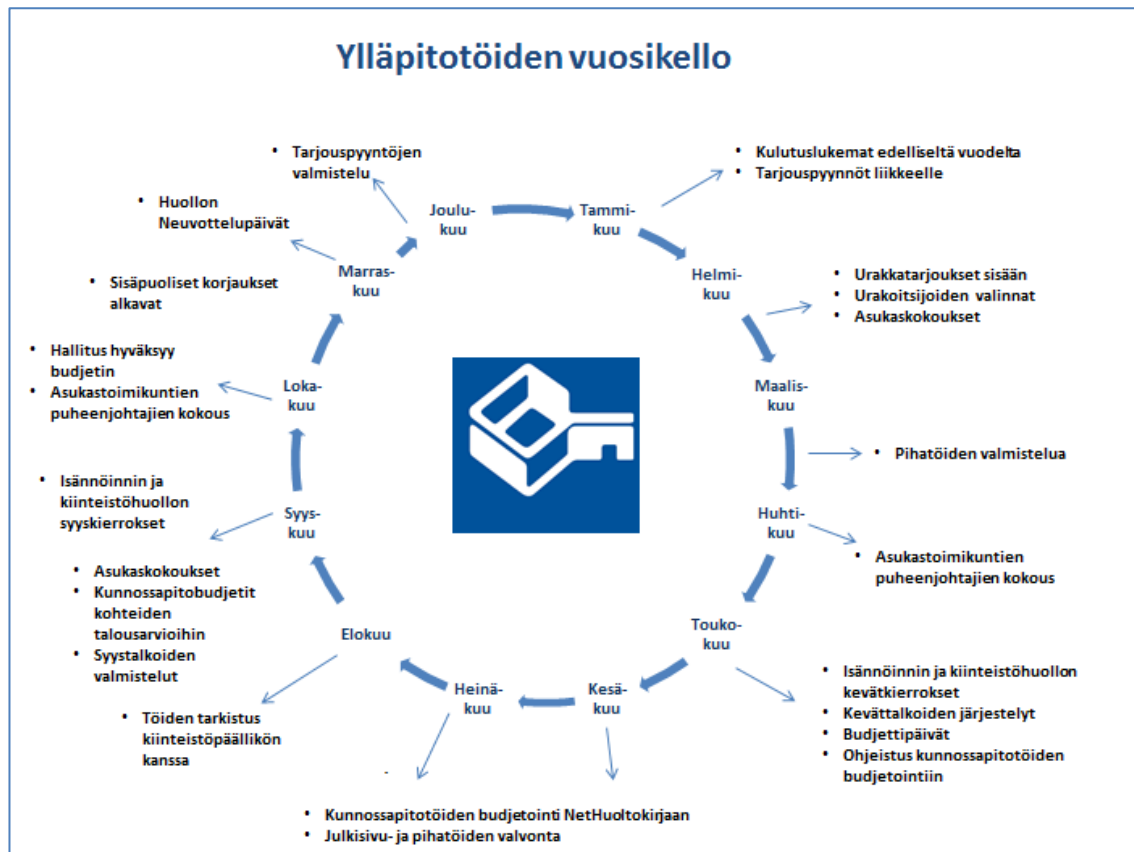 Ylläpitotöiden vuosikello
• Tarjouspyyntöjen
valmistelu
• Kulutuslukemat edelliseltä vuodelta
• Tarjouspyynnöt liikkeelle
• Huollon
Neuvottelupäivät
Joulu-
kuu
Tammi-
kuu
Marras-
kuu
Helmi-
kuu
• Sisäpuoliset korjaukset
alkavat
• Urakkatarjoukset sisään
• Urakoitsijoiden valinnat
• Asukaskokoukset
• Hallitus hyväksyy
budjetin
• Asukastoimikuntien
puheenjohtajien kokous
Loka-
kuu
Maalis-
kuu
• Pihatöiden valmistelua
• Isännöinnin ja
kiinteistöhuollon
syyskierrokset
Syys-
kuu
Huhti-
kuu
• Asukastoimikuntien
puheenjohtajien kokous
• Asukaskokoukset
• Kunnossapitobudjetit
kohteiden
talousarvioihin
• Syystalkoiden
valmistelut
Elokuu
Touko-
kuu
• Isännöinnin ja kiinteistöhuollon
kevätkierrokset
• Kevättalkoiden järjestelyt
• Budjettipäivät
• Ohjeistus kunnossapitotöiden
budjetointiin
Heinä-
kuu
Kesä-
kuu
• Töiden tarkistus
kiinteistöpäällikön
kanssa
• Kunnossapitotöiden budjetointi NetHuoltokirjaan
• Julkisivu- ja pihatöiden valvonta